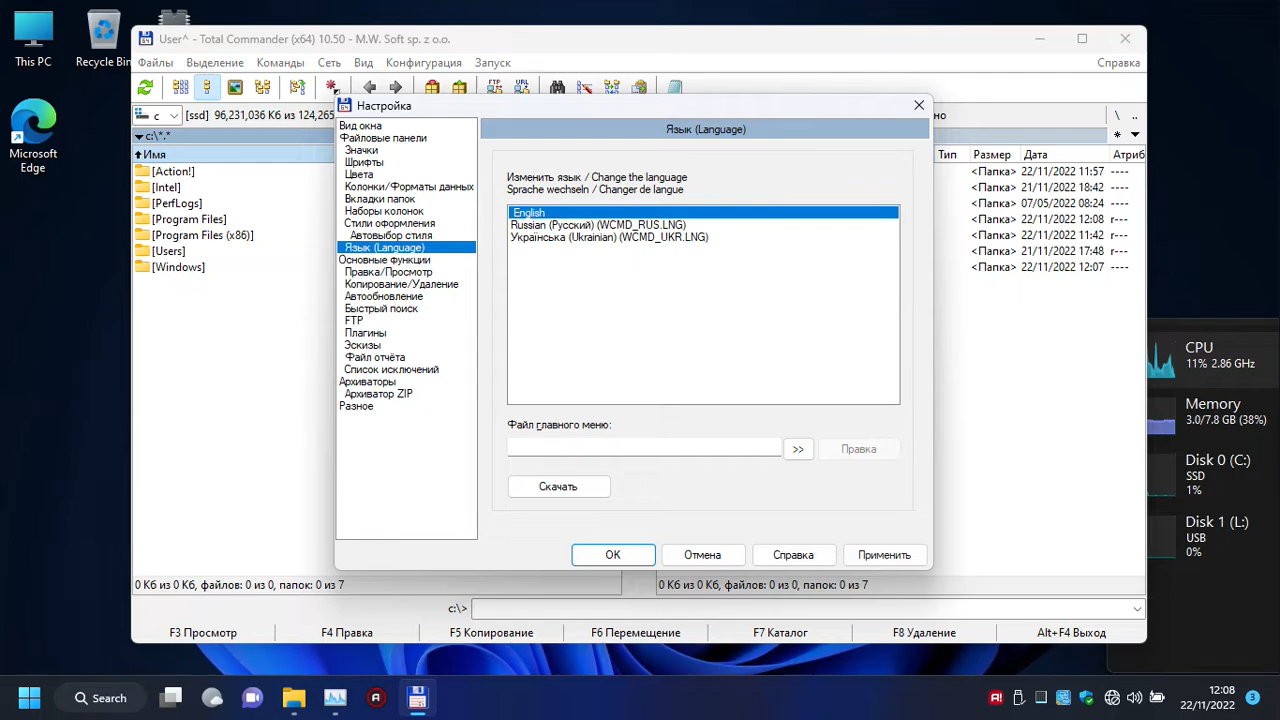 This PC
Recycle Bin
Microsoft
Edge
User^ - Total Commander (x64) 10.50 - M.W. Soft sp. z o.o.
Файлы Выделение Команды Сеть Вид Конфигурация Запуск Справка
FTP URL
c [ssd] 96,231,036 Кб из 124,265 но \ ..
c:\*.* * 
Имя Тип Размер Дата Атриб
[Action!] <Папка> 22/11/2022 11:57 ----
[Intel] <Папка> 21/11/2022 18:42 ----
[PerfLogs] <Папка> 07/05/2022 08:24 ----
[Program Files] <Папка> 22/11/2022 12:08 r---
[Program Files (x86)] <Папка> 22/11/2022 11:42 r---
[Users] <Папка> 21/11/2022 17:48 r---
[Windows] <Папка> 22/11/2022 12:07 ----
Настройка
Вид окна
Файловые панели
Значки
Шрифты
Цвета
Колонки/Форматы данных
Вкладки папок
Наборы колонок
Стили оформления
Автовыбор стиля
Язык (Language)
Основные функции
Правка/Просмотр
Копирование/Удаление
Автообновление
Быстрый поиск
FTP
Плагины
Эскизы
Файл отчёта
Список исключений
Архиваторы
Архиватор ZIP
Разное
Язык (Language)
Изменить язык / Change the language
Sprache wechseln / Changer de langue
English
Russian (Русский) (WCMD_RUS.LNG)
Українська (Ukrainian) (WCMD_UKR.LNG)
Файл главного меню:
>> Правка
Скачать
OK Отмена Справка Применить
0 Кб из 0 Кб, файлов: 0 из 0, папок: 0 из 7
0 Кб из 0 Кб, файлов: 0 из 0, папок: 0 из 7
c:\>
F3 Просмотр F4 Правка F5 Копирование F6 Перемещение F7 Каталог F8 Удаление Alt+F4 Выход
CPU
11% 2.86 GHz
Memory
3.0/7.8 GB (38%)
Disk 0 (C:)
SSD
1%
Disk 1 (L:)
USB
0%
Search
12:08
22/11/2022
3